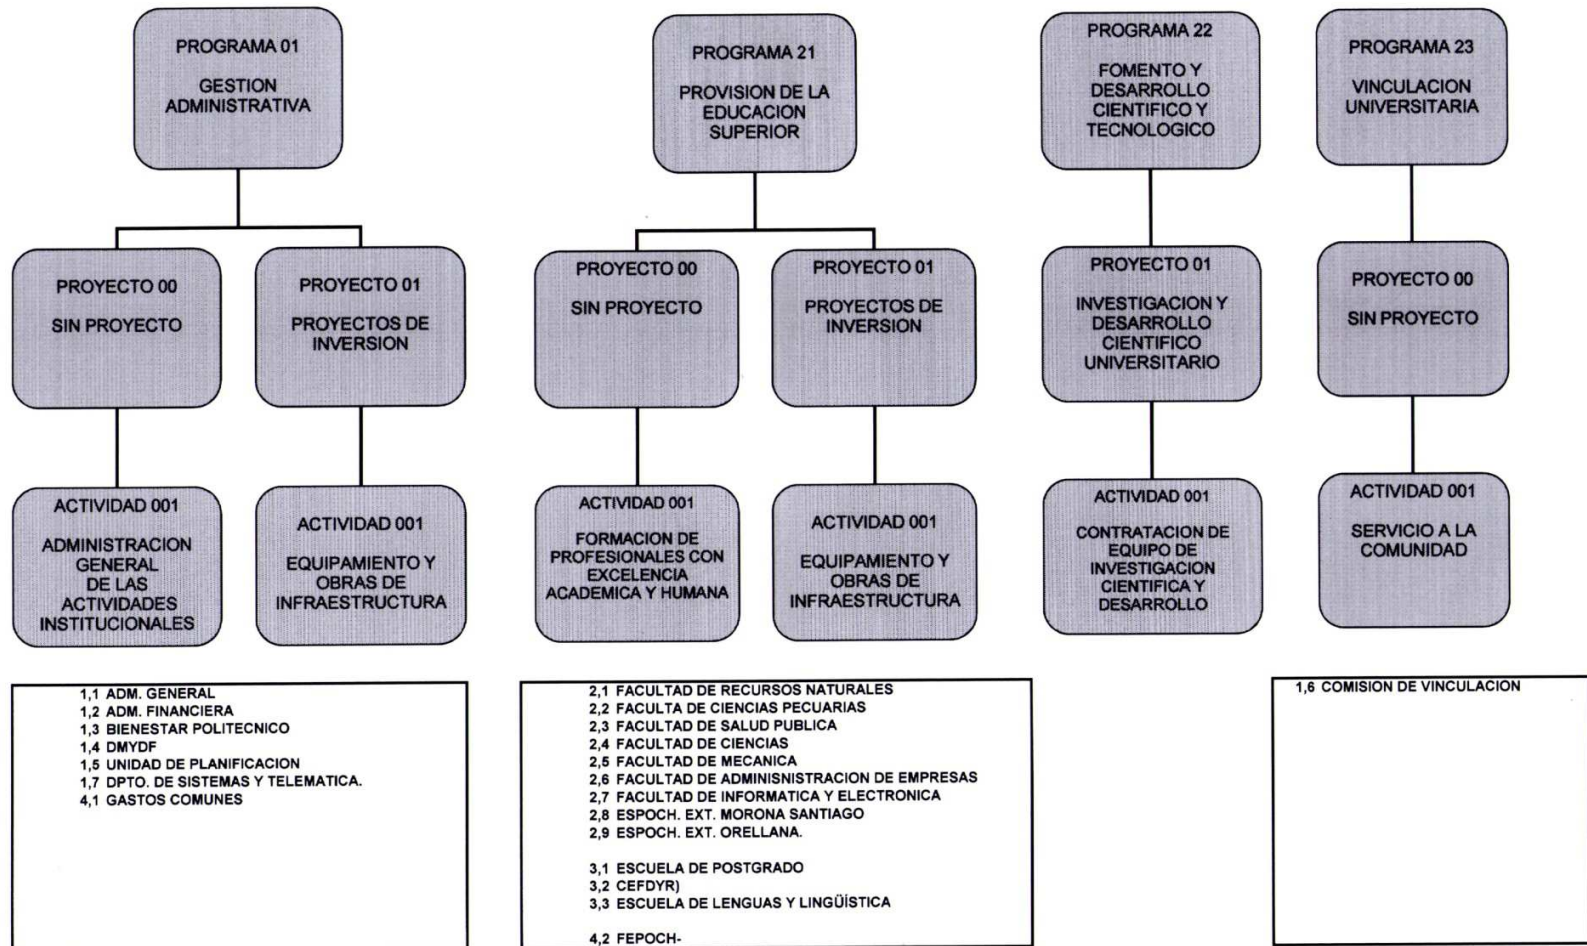 PROGRAMA 01
GESTION
ADMINISTRATIVA
PROGRAMA 21
PROVISION DE LA
EDUCACION
SUPERIOR
PROGRAMA 22
FOMENTO Y
DESARROLLO
CIENTIFICO Y
TECNOLOGICO
PROGRAMA 23
VINCULACION
UNIVERSITARIA
PROYECTO 00
SIN PROYECTO
PROYECTO 01
PROYECTOS DE
INVERSION
PROYECTO 00
SIN PROYECTO
PROYECTO 01
PROYECTOS DE
INVERSION
PROYECTO 01
INVESTIGACION Y
DESARROLLO
CIENTIFICO
UNIVERSITARIO
PROYECTO 00
SIN PROYECTO
ACTIVIDAD 001
ADMINISTRACION
GENERAL
DE LAS
ACTIVIDADES
INSTITUCIONALES
ACTIVIDAD 001
EQUIPAMIENTO Y
OBRAS DE
INFRAESTRUCTURA
ACTIVIDAD 001
FORMACION DE
PROFESIONALES CON
EXCELENCIA
ACADEMICA Y HUMANA
ACTIVIDAD 001
EQUIPAMIENTO Y
OBRAS DE
INFRAESTRUCTURA
ACTIVIDAD 001
CONTRATACION DE
EQUIPO DE
INVESTIGACION
CIENTIFICA Y
DESARROLLO
ACTIVIDAD 001
SERVICIO A LA
COMUNIDAD
1,1 ADM. GENERAL
1,2 ADM. FINANCIERA
1,3 BIENESTAR POLITECNICO
1,4 DMYDF
1,5 UNIDAD DE PLANIFICACION
1,7 DPTO. DE SISTEMAS Y TELEMATICA.
4,1 GASTOS COMUNES
2,1 FACULTAD DE RECURSOS NATURALES
2,2 FACULTA DE CIENCIAS PECUARIAS
2,3 FACULTAD DE SALUD PUBLICA
2,4 FACULTAD DE CIENCIAS
2,5 FACULTAD DE MECANICA
2,6 FACULTAD DE ADMINISNISTRACION DE EMPRESAS
2,7 FACULTAD DE INFORMATICA Y ELECTRONICA
2,8 ESPOCH. EXT. MORONA SANTIAGO
2,9 ESPOCH. EXT. ORELLANA.
3,1 ESCUELA DE POSTGRADO
3,2 CEFDYR)
3,3 ESCUELA DE LENGUAS Y LINGÜÍSTICA
4,2 FEPOCH-
1,6 COMISION DE VINCULACION